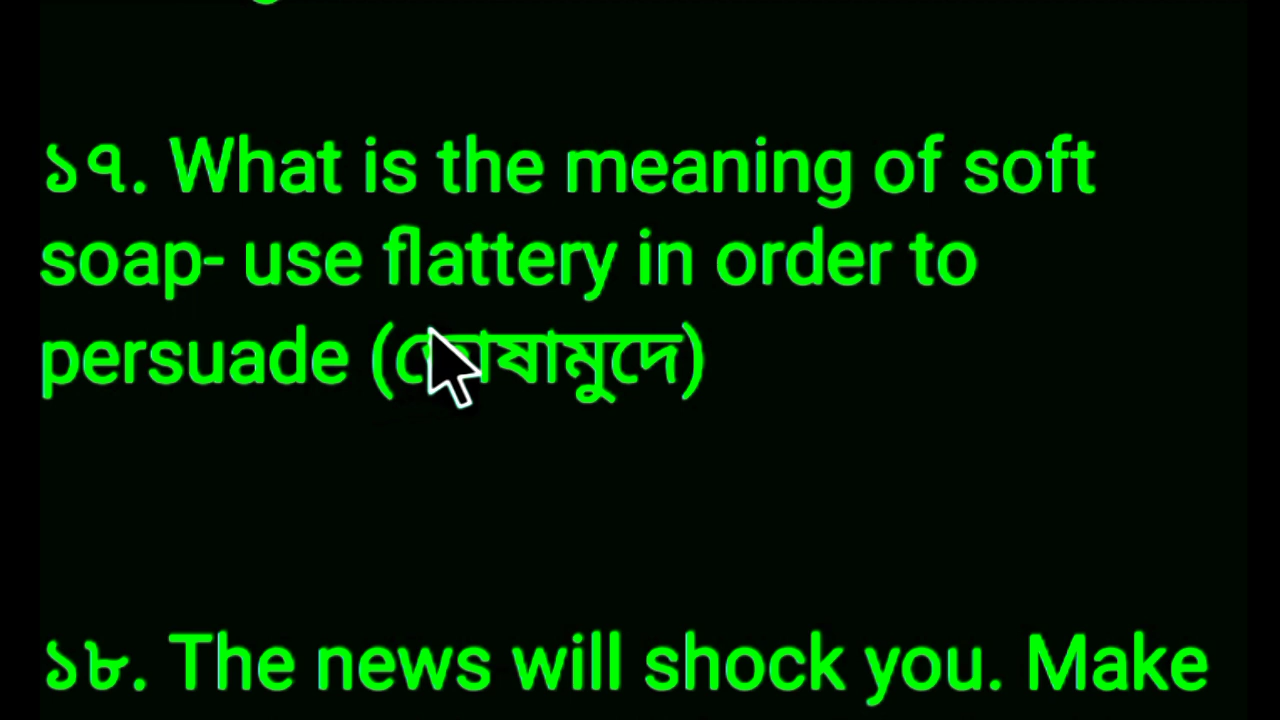 ১৭. What is the meaning of soft
soap- use flattery in order to
persuade (তোষামুদে)
১৮. The news will shock you. Make